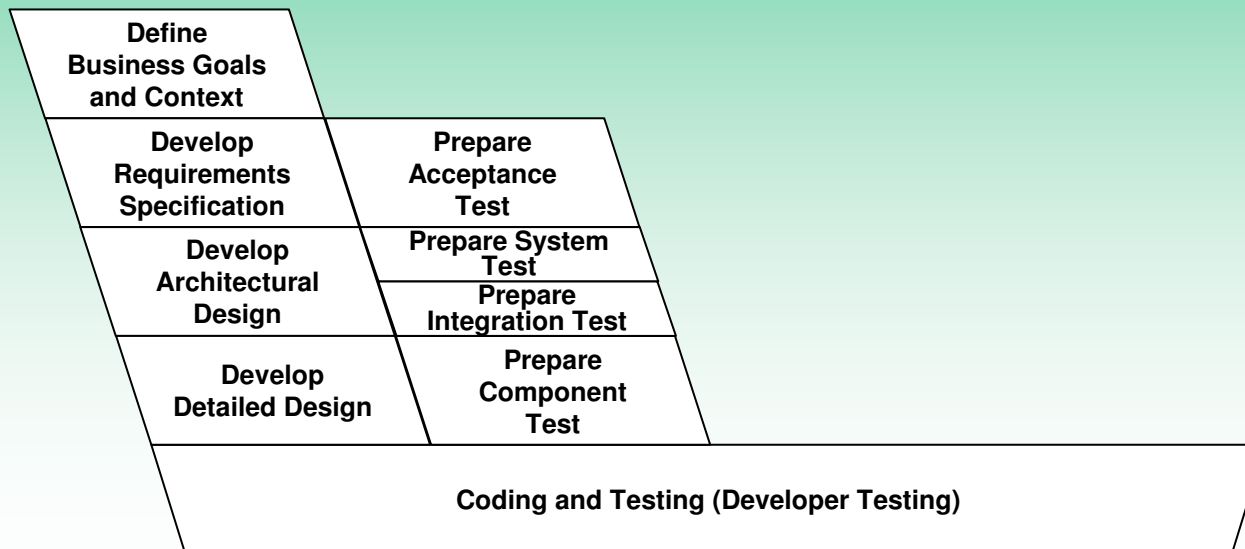 Define
Business Goals
and Context
Develop
Requirements
Specification
Prepare
Acceptance
Test
Develop
Architectural
Design
Prepare System
Test
Prepare
Integration Test
Develop
Detailed Design
Prepare
Component
Test
Coding and Testing (Developer Testing)